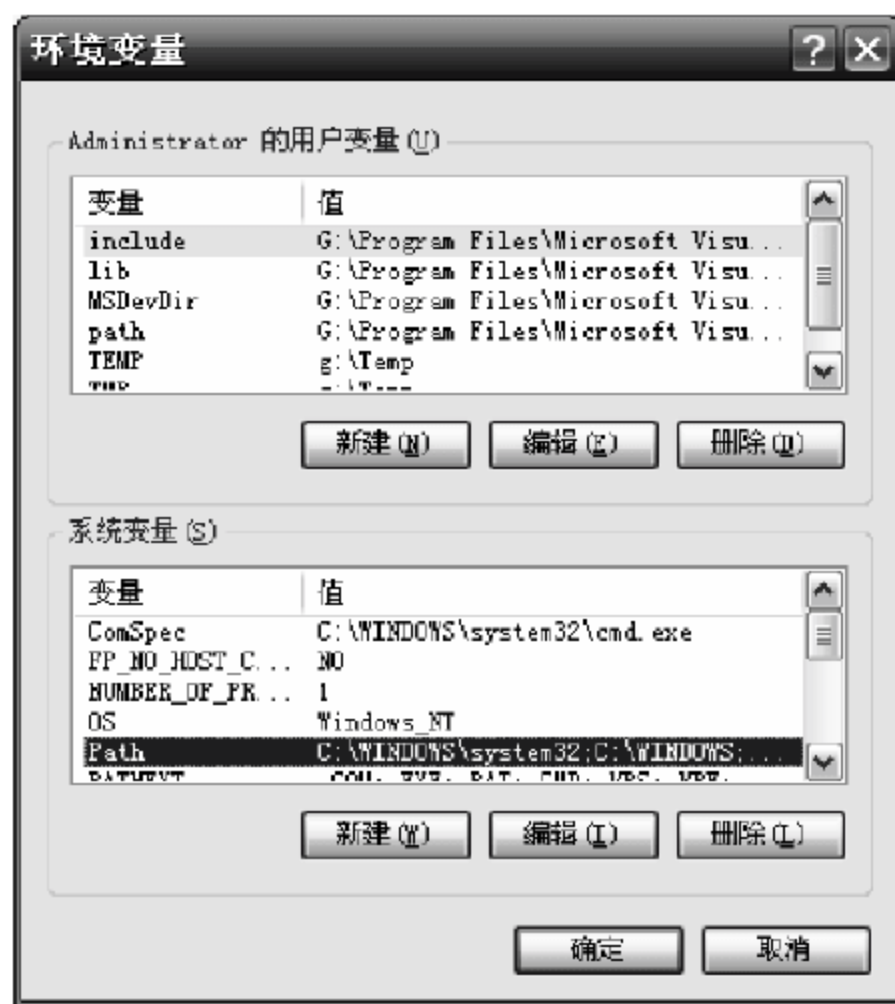 环境变量
Administrator 的用户变量(U)
变量 值
include G:\Program Files\Microsoft Visu...
lib G:\Program Files\Microsoft Visu...
MSDevDir G:\Program Files\Microsoft Visu...
path G:\Program Files\Microsoft Visu...
TEMP g:\Temp
新建(N) 编辑(E) 删除(D)
系统变量(S)
变量 值
ComSpec C:\WINDOWS\system32\cmd.exe
FP_NO_HOST_C... NO
NUMBER_OF_PR... 1
OS Windows_NT
Path C:\WINDOWS\system32;C:\WINDOWS;...
新建(W) 编辑(I) 删除(L)
确定 取消